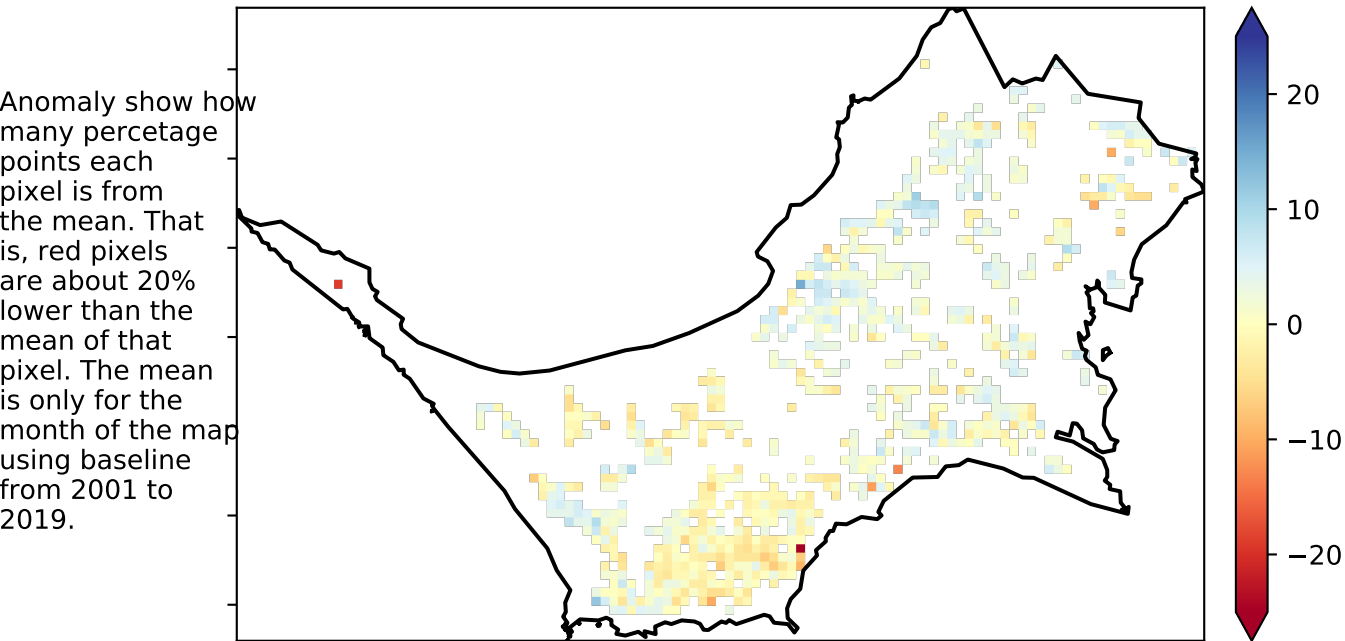 Anomaly show how
many percetage
points each
pixel is from
the mean. That
is, red pixels
are about 20%
lower than the
mean of that
pixel. The mean
is only for the
month of the map
using baseline
from 2001 to
2019.
20
10
0
−10
−20